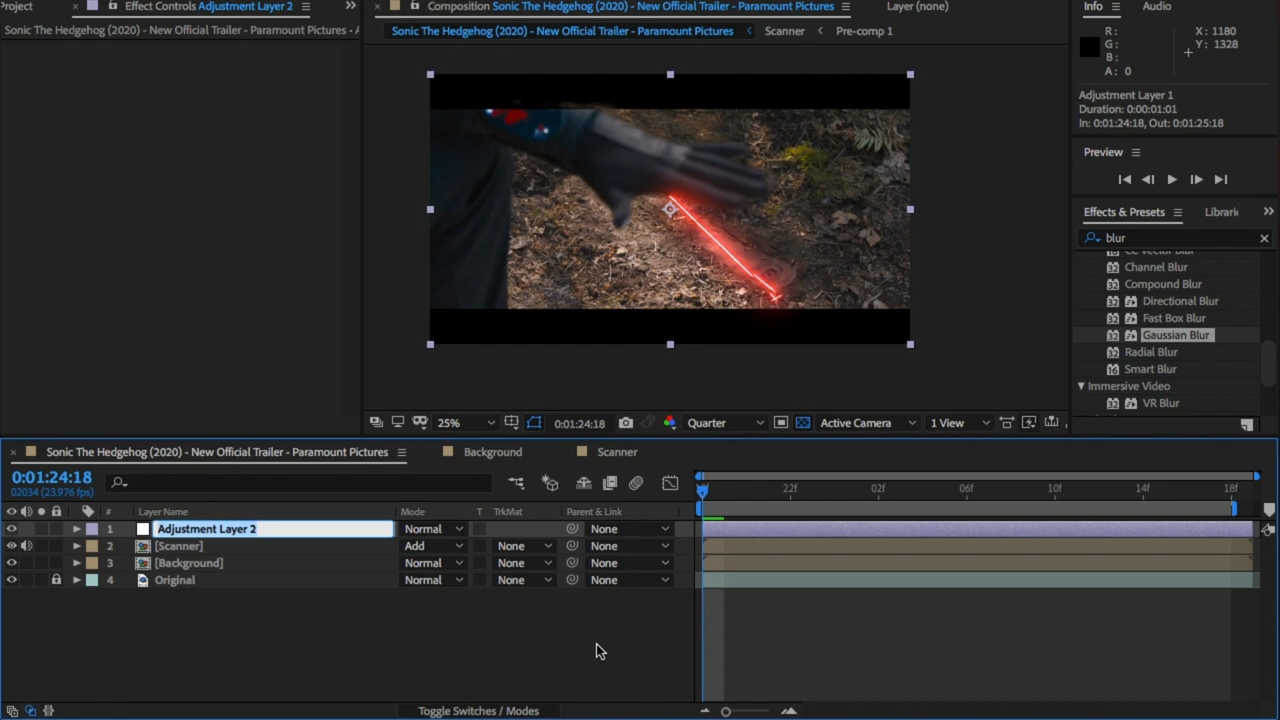 roject
Effect Controls Adjustment Layer 2
Sonic The Hedgehog (2020) - New Official Trailer - Paramount Pictures • A
Composition Sonic The Hedgehog (2020) - New Official Trailer - Paramount Pictures
Layer (none)
Sonic The Hedgehog (2020) - New Official Trailer - Paramount Pictures
Scanner
Pre-comp 1
Info
Audio
R :
G :
B :
A : 0
X : 1180
Y : 1328
Adjustment Layer 1
Duration: 0:00:01:01
In: 0:01:24:18, Out: 0:01:25:18
Preview
Effects & Presets
Librari
blur
CC Vector Blur
Channel Blur
Compound Blur
Directional Blur
Fast Box Blur
Gaussian Blur
Radial Blur
Smart Blur
Immersive Video
VR Blur
25%
0:01:24:18
Quarter
Active Camera
1 View
Sonic The Hedgehog (2020) - New Official Trailer - Paramount Pictures
Background
Scanner
0:01:24:18
02034 (23.976 fps)
22f
02f
06f
10f
14f
18f
# Layer Name Mode T TrkMat Parent & Link
1 Adjustment Layer 2 Normal None
2 [Scanner] Add None None
3 [Background] Normal None None
4 Original Normal None None
Toggle Switches / Modes